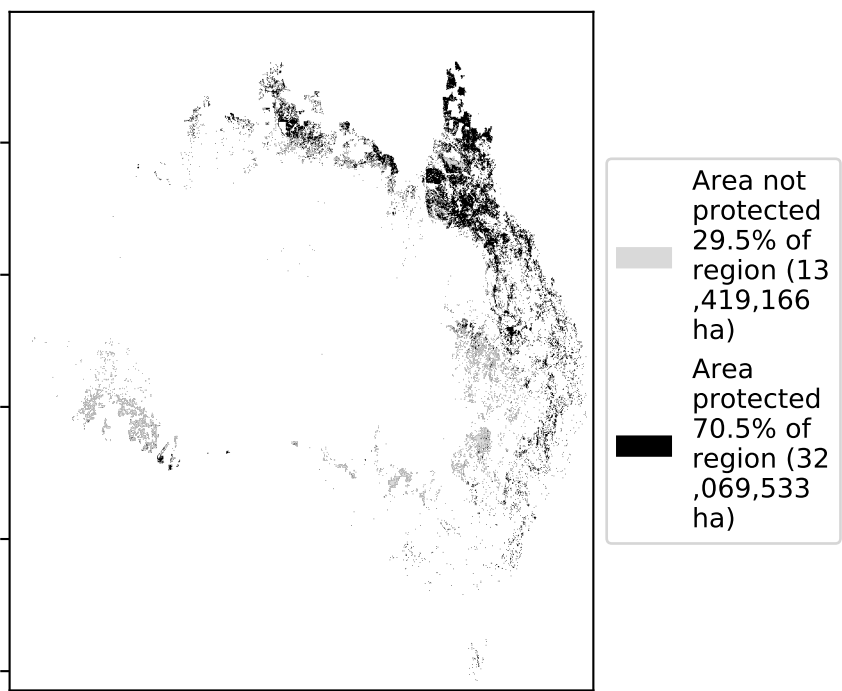 Area not
protected
29.5% of
region (13
,419,166
ha)
Area
protected
70.5% of
region (32
,069,533
ha)